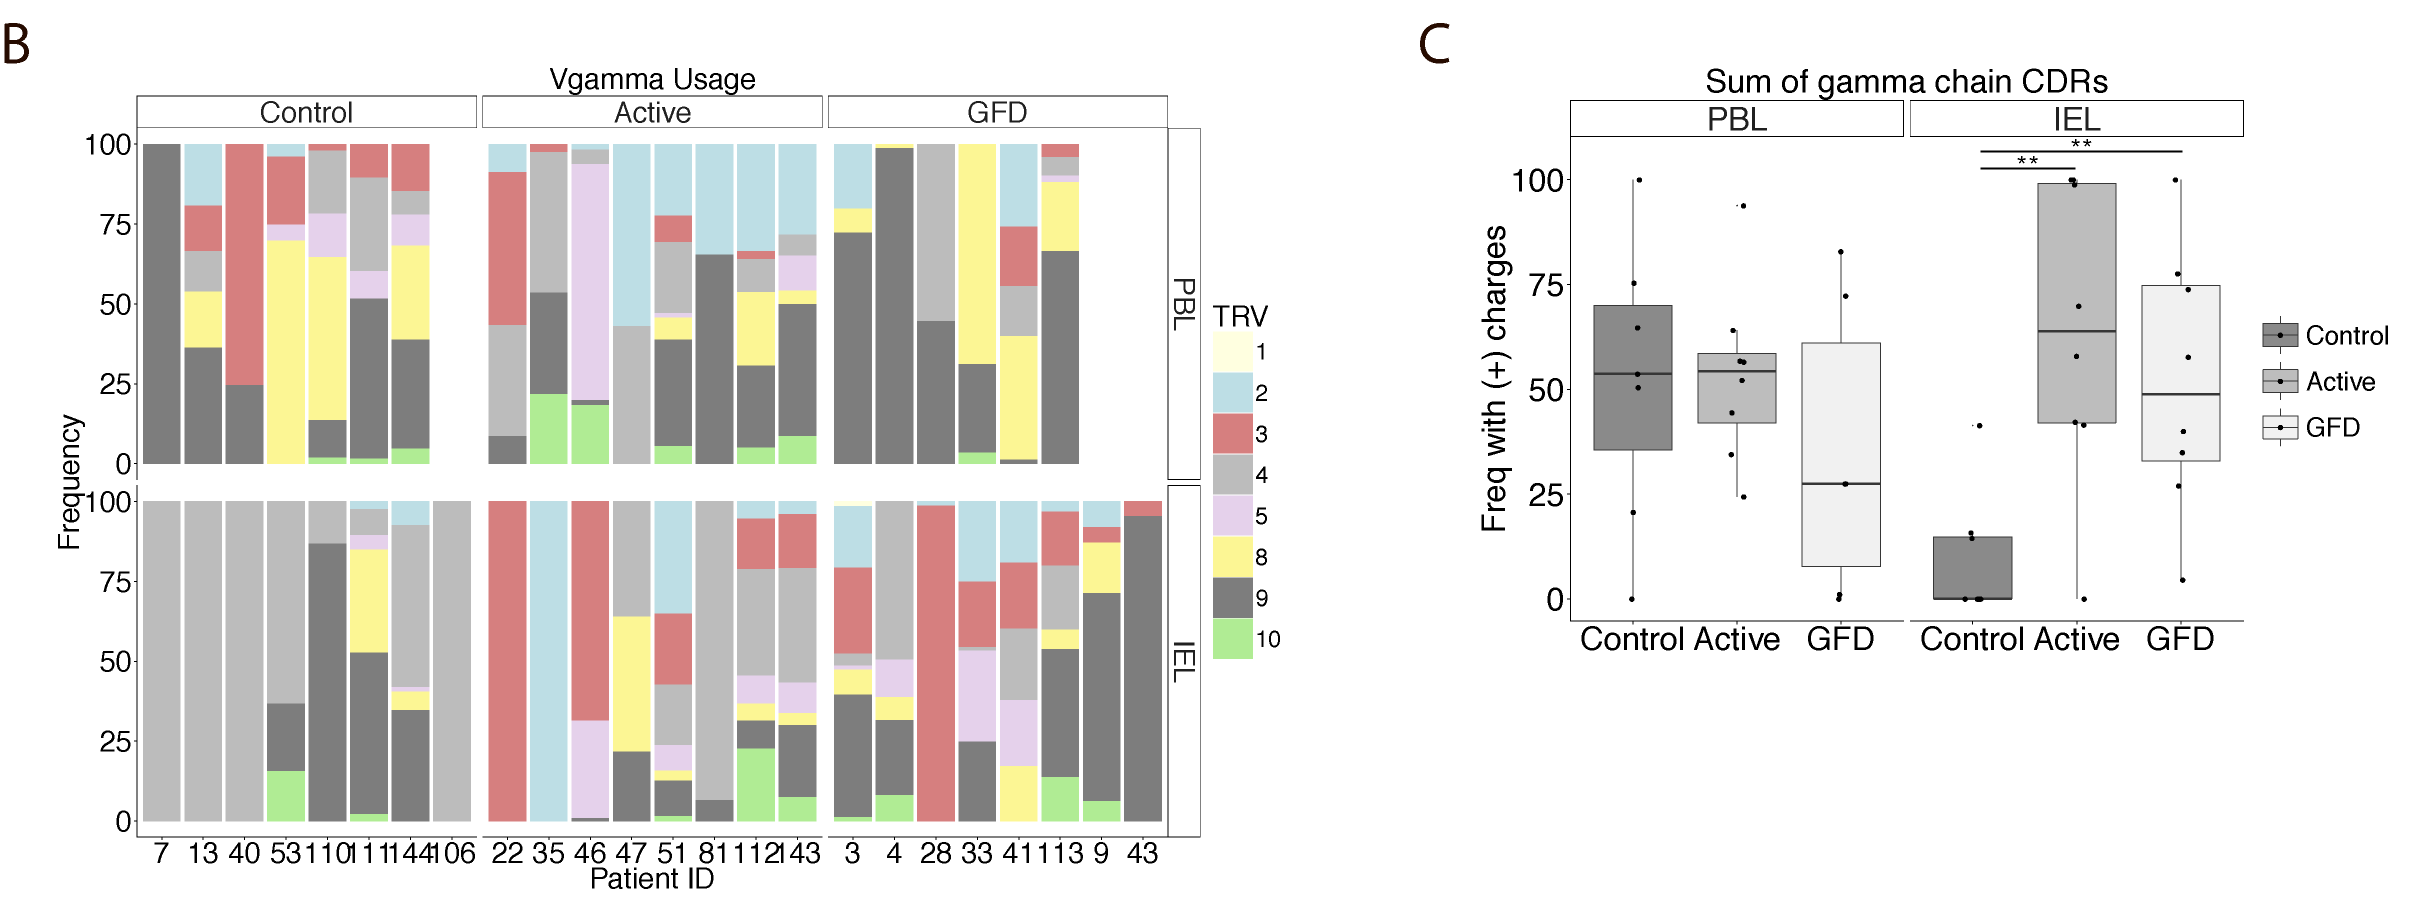 B
Vgamma Usage
Control Active GFD
100
75
50
25
0
PBL
100
75
50
25
0
IEL
Frequency
7 13 40 53 110 111 144 106 22 35 46 47 51 81 112 143 3 4 28 33 41 113 9 43
Patient ID
TRV
1
2
3
4
5
8
9
10
C
Sum of gamma chain CDRs
PBL IEL
**
**
100
75
50
25
0
Freq with (+) charges
Control Active GFD Control Active GFD
Control
Active
GFD